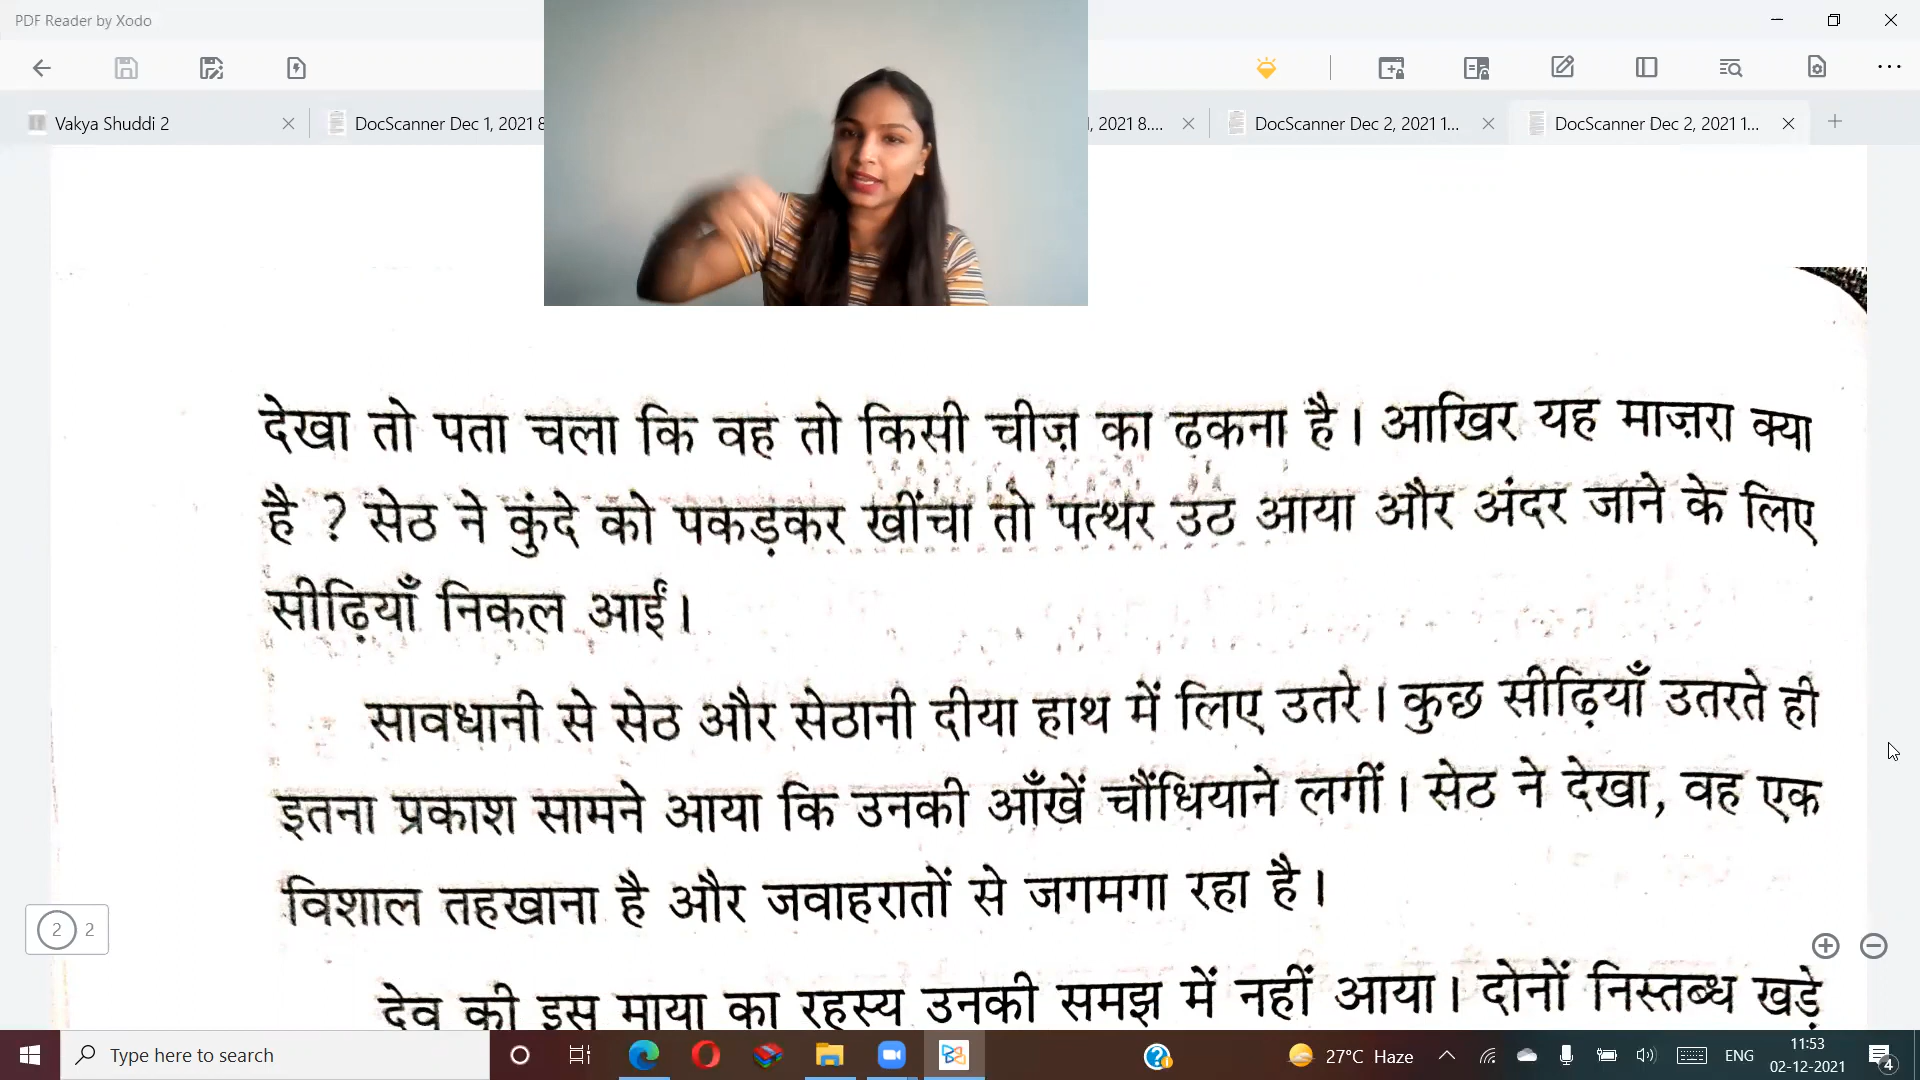 PDF Reader by Xodo
Vakya Shuddi 2
DocScanner Dec 1, 2021 8
, 2021 8....
DocScanner Dec 2, 2021 1...
DocScanner Dec 2, 2021 1...
देखा तो पता चला कि वह तो किसी चीज़ का ढकना है। आखिर यह माज़रा क्या
है ? सेठ ने कुंदे को पकड़कर खींचा तो पत्थर उठ आया और अंदर जाने के लिए
सीढ़ियाँ निकल आईं।
सावधानी से सेठ और सेठानी दीया हाथ में लिए उतरे। कुछ सीढ़ियाँ उतरते ही
इतना प्रकाश सामने आया कि उनकी आँखें चौंधियाने लगीं। सेठ ने देखा, वह एक
विशाल तहखाना है और जवाहरातों से जगमगा रहा है।
देव की इस माया का रहस्य उनकी समझ में नहीं आया। दोनों निस्तब्ध खड़े
2 2
Type here to search
27°C Haze
ENG
11:53
02-12-2021
4